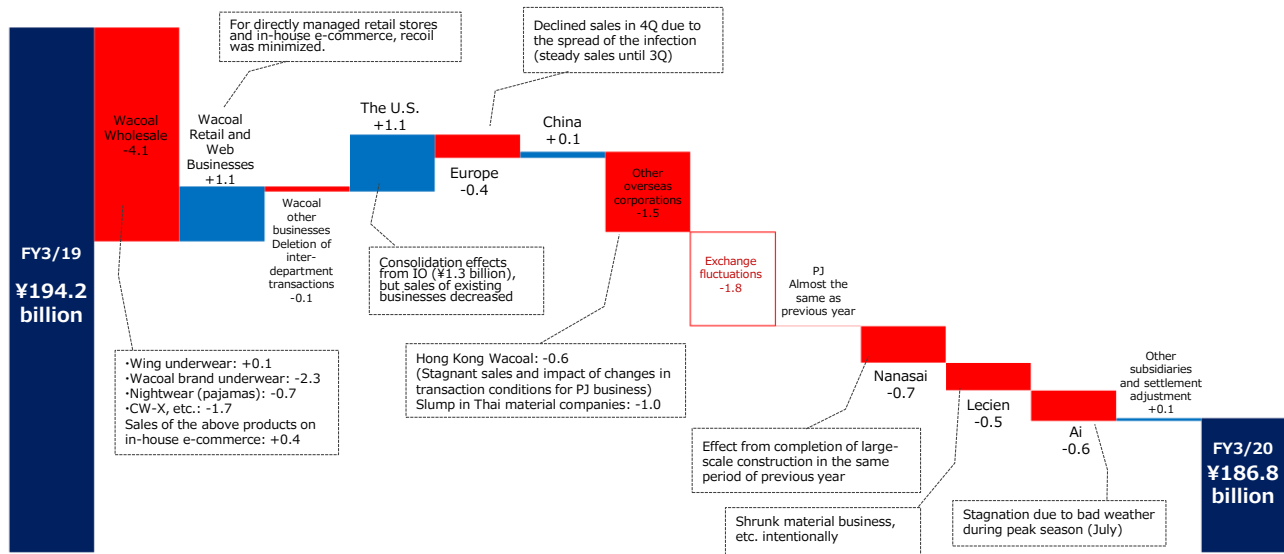 For directly managed retail stores
and in-house e-commerce, recoil
was minimized.
Declined sales in 4Q due to
the spread of the infection
(steady sales until 3Q)
FY3/19
¥194.2
billion
Wacoal
Wholesale
-4.1
Wacoal
Retail and
Web
Businesses
+1.1
Wacoal
other
businesses
Deletion of
inter-
department
transactions
-0.1
The U.S.
+1.1
Europe
-0.4
China
+0.1
Other
overseas
corporations
-1.5
Exchange
fluctuations
-1.8
PJ
Almost the
same as
previous year
Nanasai
-0.7
Lecien
-0.5
Ai
-0.6
Other
subsidiaries
and settlement
adjustment
+0.1
FY3/20
¥186.8
billion
Consolidation effects
from IO (¥1.3 billion),
but sales of existing
businesses decreased
・Wing underwear: +0.1
・Wacoal brand underwear: -2.3
・Nightwear (pajamas): -0.7
・CW-X, etc.: -1.7
Sales of the above products on
in-house e-commerce: +0.4
Hong Kong Wacoal: -0.6
(Stagnant sales and impact of changes in
transaction conditions for PJ business)
Slump in Thai material companies: -1.0
Effect from completion of large-
scale construction in the same
period of previous year
Shrunk material business,
etc. intentionally
Stagnation due to bad weather
during peak season (July)